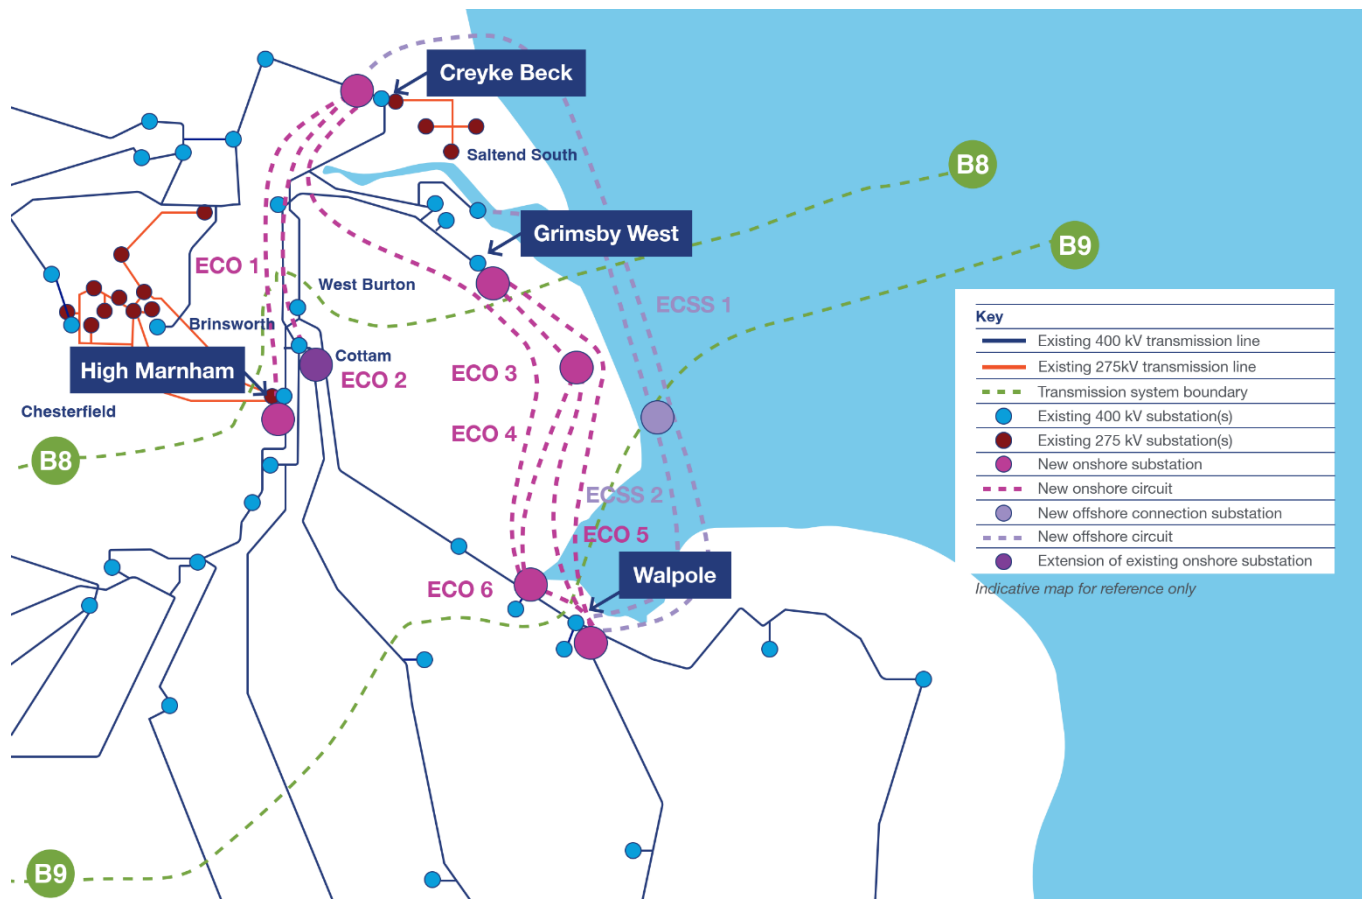 Creyke Beck
Saltend South
B8
Grimsby West
B9
ECO 1
West Burton
ECSS 1
Brinsworth
High Marnham
Cottam
ECO 2
ECO 3
Chesterfield
ECO 4
B8
ECSS 2
ECO 5
Walpole
ECO 6
B9
Key
Existing 400 kV transmission line
Existing 275kV transmission line
Transmission system boundary
Existing 400 kV substation(s)
Existing 275 kV substation(s)
New onshore substation
New onshore circuit
New offshore connection substation
New offshore circuit
Extension of existing onshore substation
Indicative map for reference only